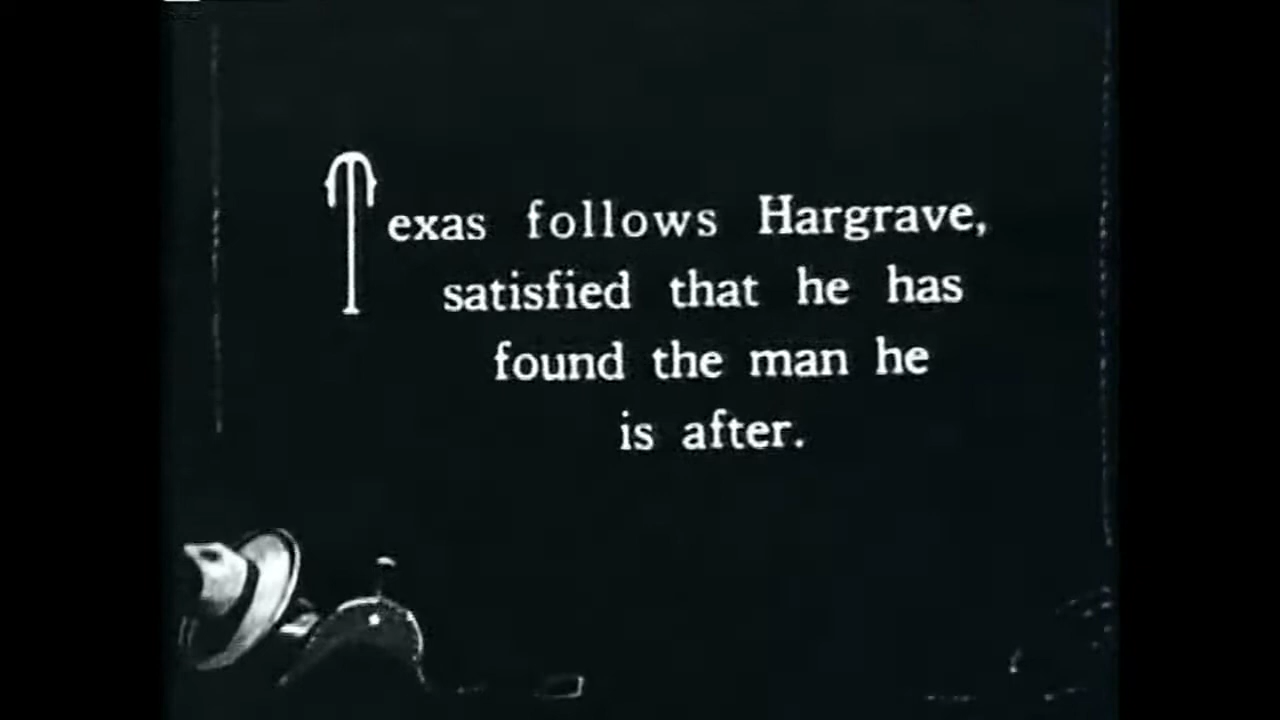 Texas follows Hargrave,
satisfied that he has
found the man he
is after.